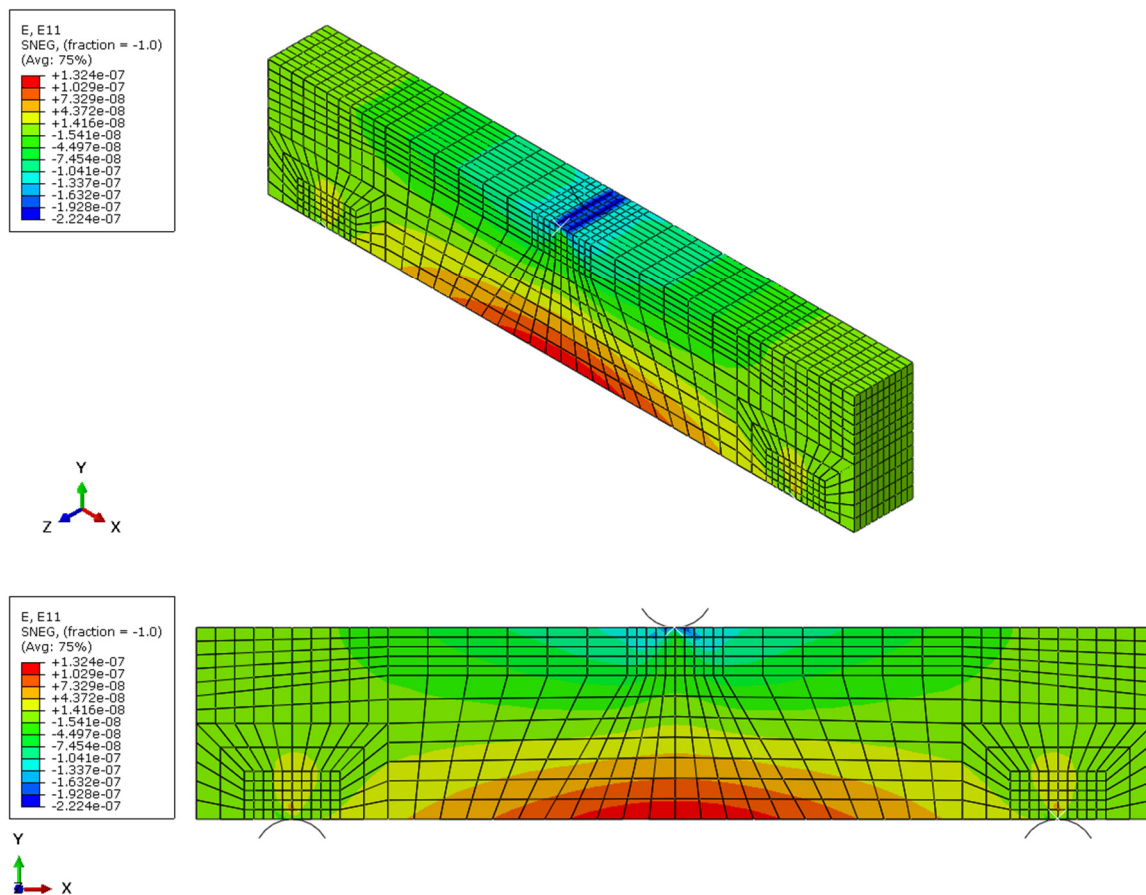 E, E11
SNEG, (fraction = -1.0)
(Avg: 75%)
+1.324e-07
+1.029e-07
+7.329e-08
+4.372e-08
+1.416e-08
-1.541e-08
-4.497e-08
-7.454e-08
-1.041e-07
-1.337e-07
-1.632e-07
-1.928e-07
-2.224e-07
Y
Z
X
E, E11
SNEG, (fraction = -1.0)
(Avg: 75%)
+1.324e-07
+1.029e-07
+7.329e-08
+4.372e-08
+1.416e-08
-1.541e-08
-4.497e-08
-7.454e-08
-1.041e-07
-1.337e-07
-1.632e-07
-1.928e-07
-2.224e-07
Y
Z
X